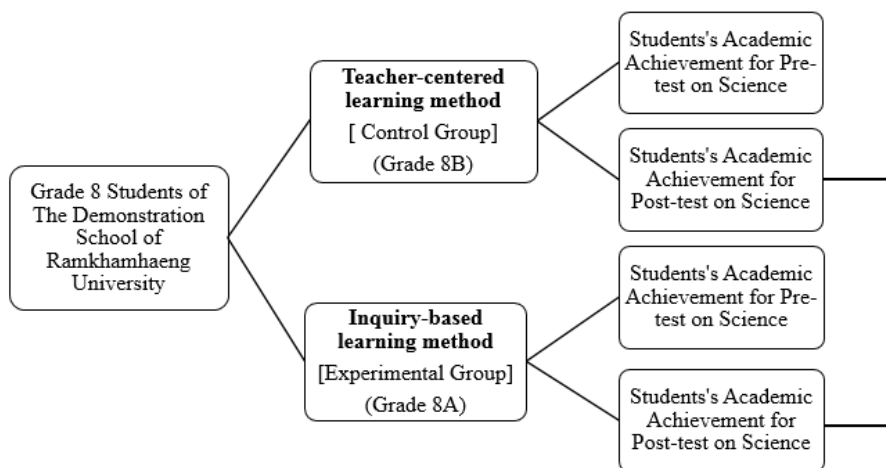 Grade 8 Students of
The Demonstration
School of
Ramkhamhaeng
University
Teacher-centered
learning method
[ Control Group]
(Grade 8B)
Inquiry-based
learning method
[Experimental Group]
(Grade 8A)
Students's Academic
Achievement for Pre-
test on Science
Students's Academic
Achievement for
Post-test on Science
Students's Academic
Achievement for Pre-
test on Science
Students's Academic
Achievement for
Post-test on Science